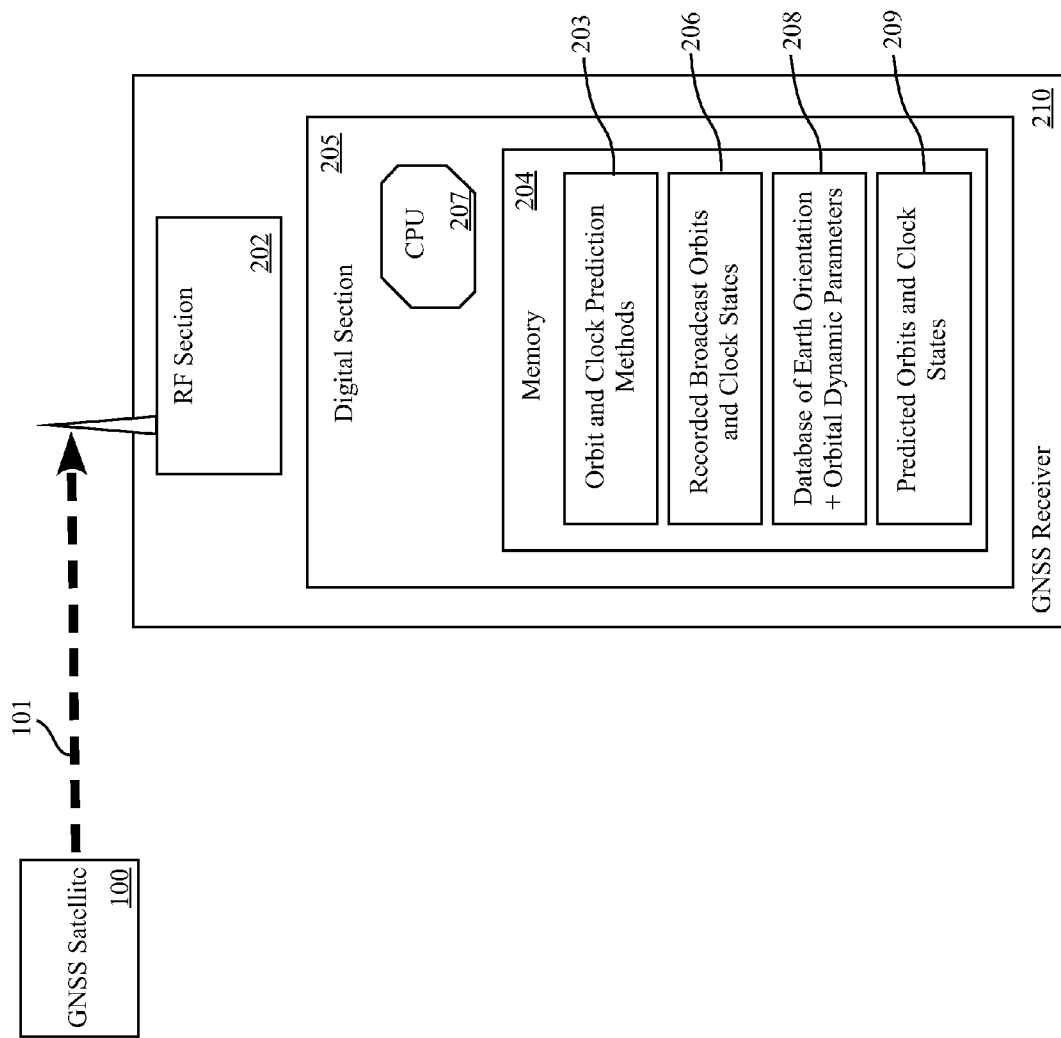 GNSS Satellite
100
101
RF Section
202
Digital Section
205
CPU
207
Memory
204
Orbit and Clock Prediction
Methods
203
Recorded Broadcast Orbits
and Clock States
206
Database of Earth Orientation
+ Orbital Dynamic Parameters
208
Predicted Orbits and Clock
States
209
GNSS Receiver
210